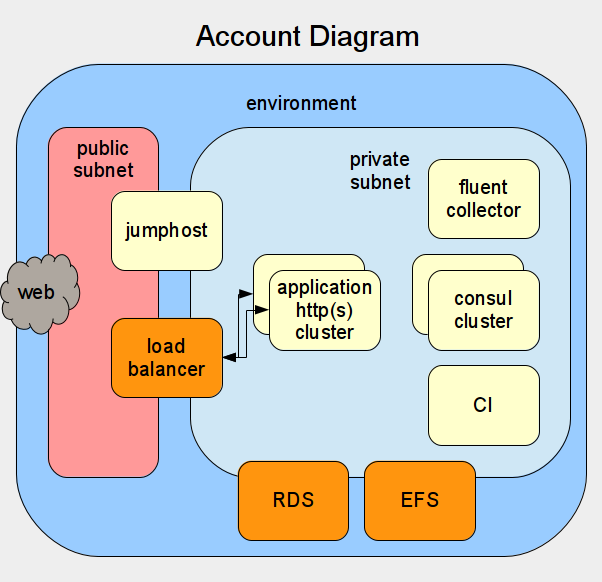 Account Diagram
environment
public
subnet
private
subnet
fluent
collector
jumphost
web
application
http(s)
cluster
consul
cluster
load
balancer
CI
RDS
EFS